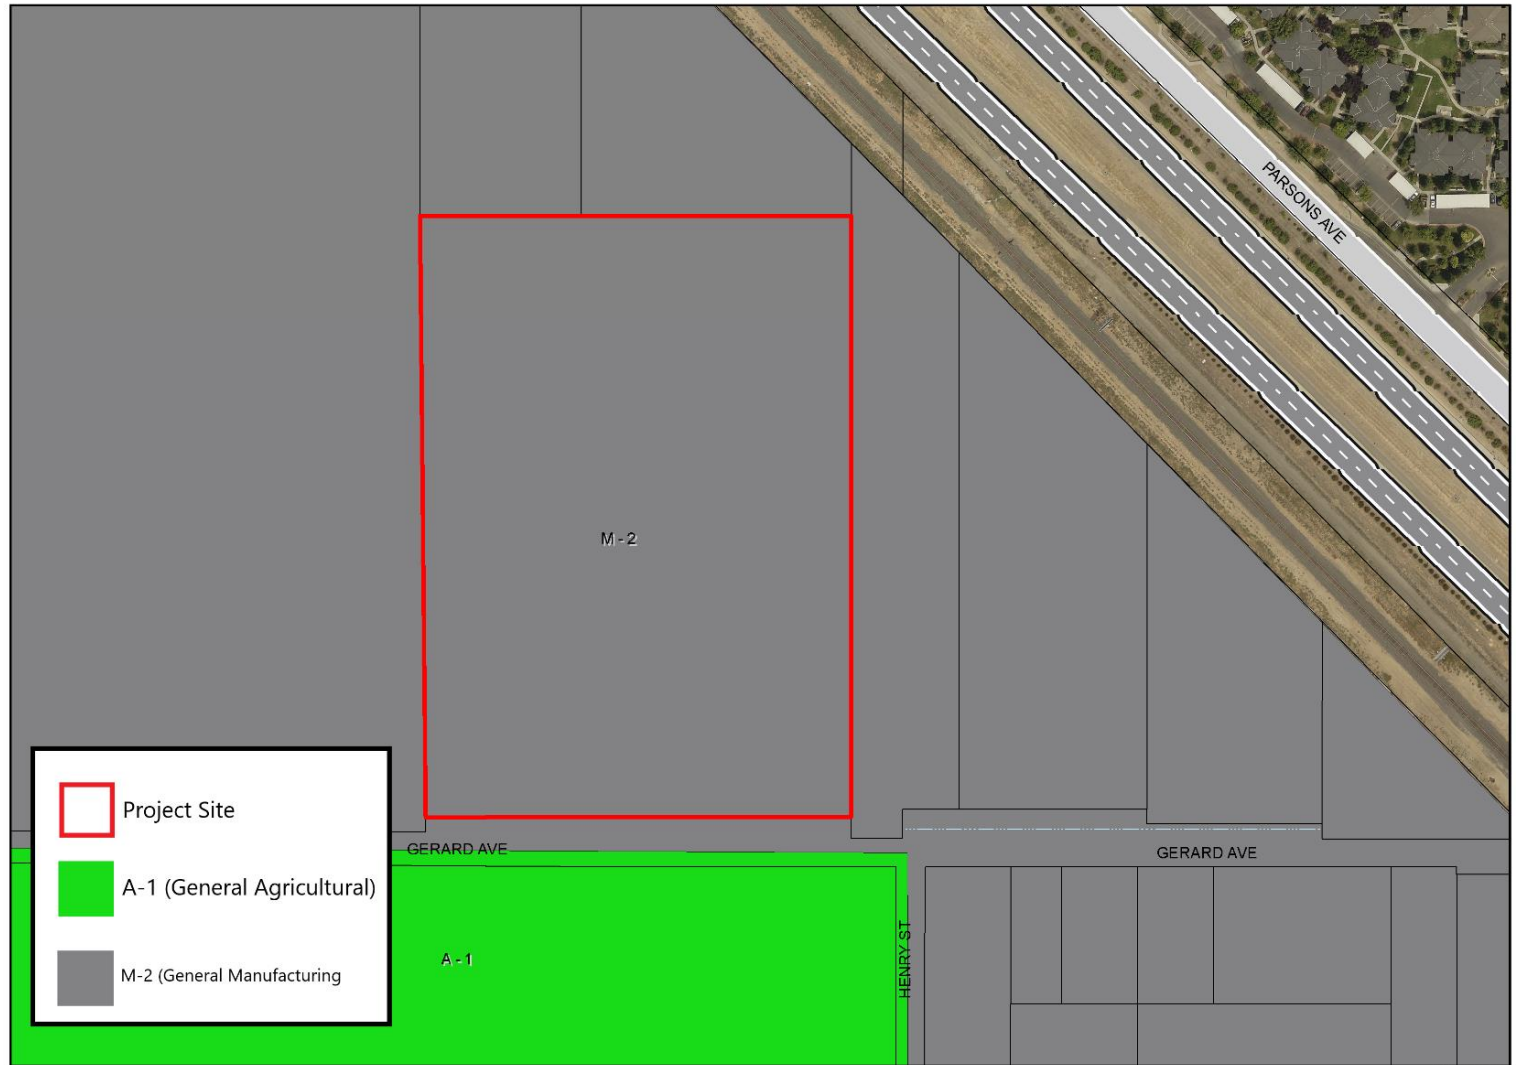 PARSONS AVE
M - 2
Project Site
GERARD AVE
GERARD AVE
A-1 (General Agricultural)
HENRY ST
A - 1
M-2 (General Manufacturing